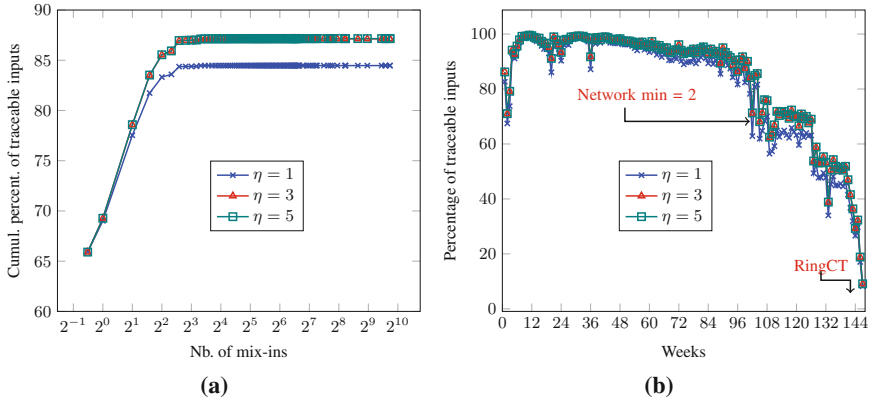 90
85
80
75
70
65
60
Cumul. percent. of traceable inputs
η = 1
η = 3
η = 5
2^-1 2^0 2^1 2^2 2^3 2^4 2^5 2^6 2^7 2^8 2^9 2^10
Nb. of mix-ins
(a)
100
80
60
40
20
0
Percentage of traceable inputs
Network min = 2
η = 1
η = 3
η = 5
RingCT
0 12 24 36 48 60 72 84 96 108 120 132 144
Weeks
(b)